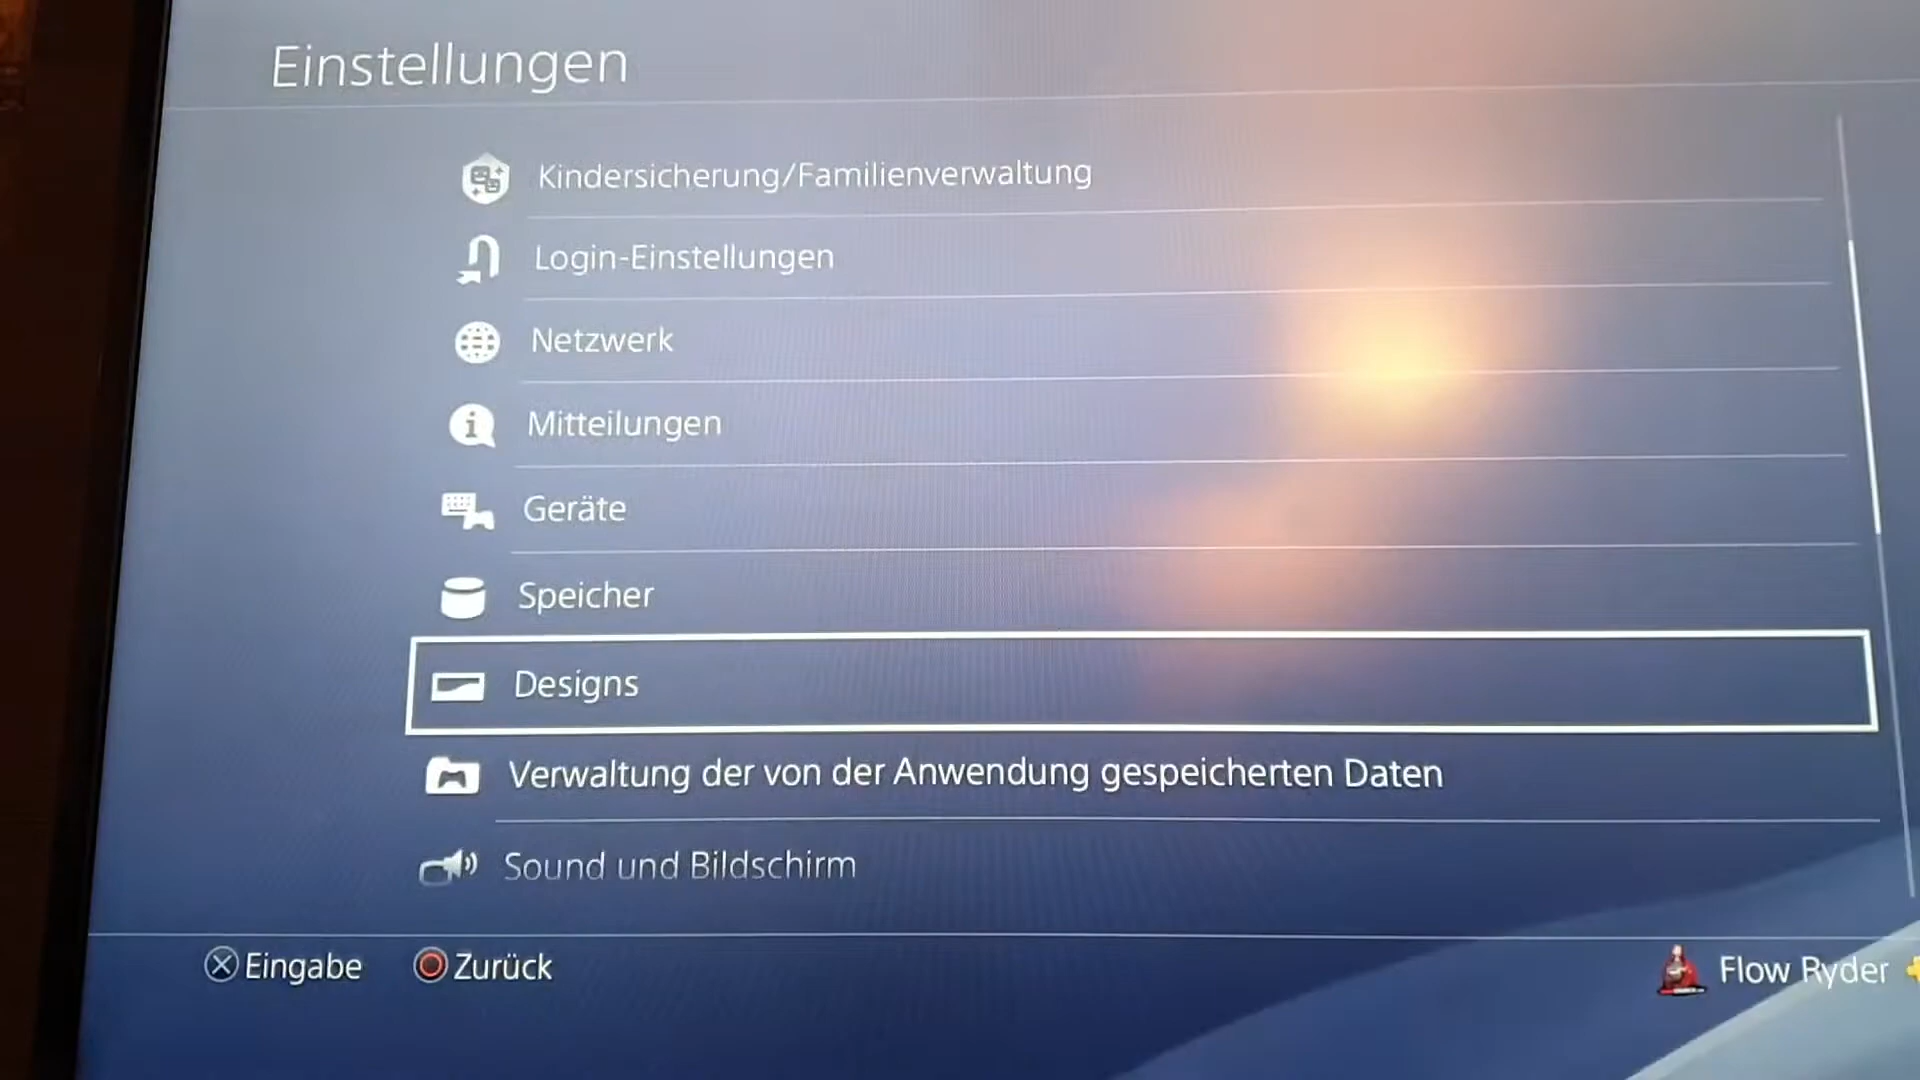 Einstellungen
Kindersicherung/Familienverwaltung
Login-Einstellungen
Netzwerk
Mitteilungen
Geräte
Speicher
Designs
Verwaltung der von der Anwendung gespeicherten Daten
Sound und Bildschirm
Eingabe Zurück Flow Ryder